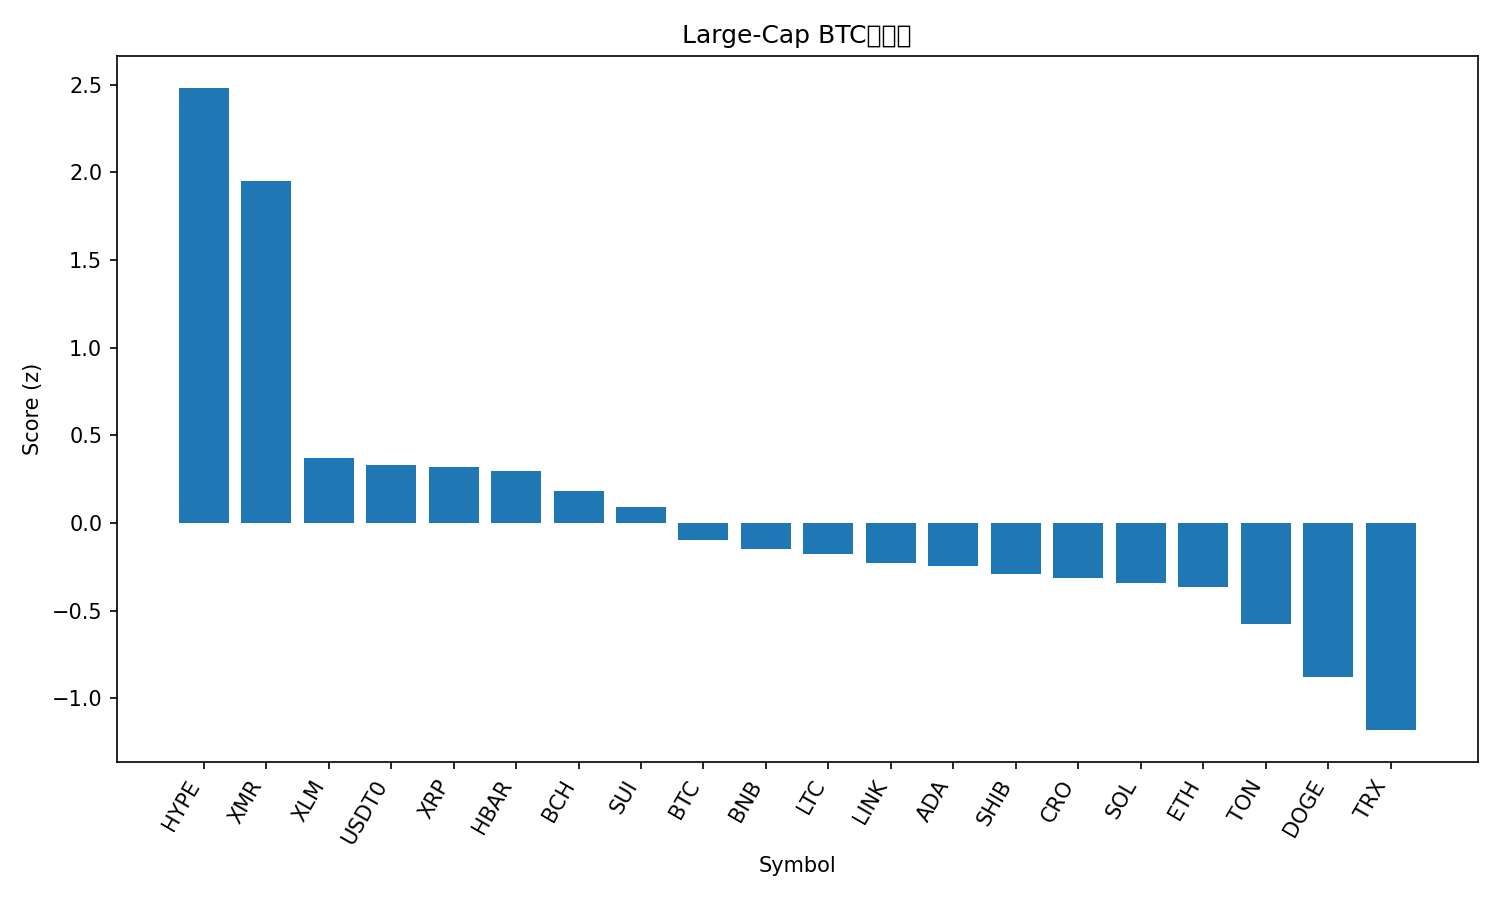 Large-Cap BTC
2.5
2.0
1.5
1.0
0.5
0.0
−0.5
−1.0
Score (z)
HYPE
XMR
XLM
USDT0
XRP
HBAR
BCH
SUI
BTC
BNB
LTC
LINK
ADA
SHIB
CRO
SOL
ETH
TON
DOGE
TRX
Symbol